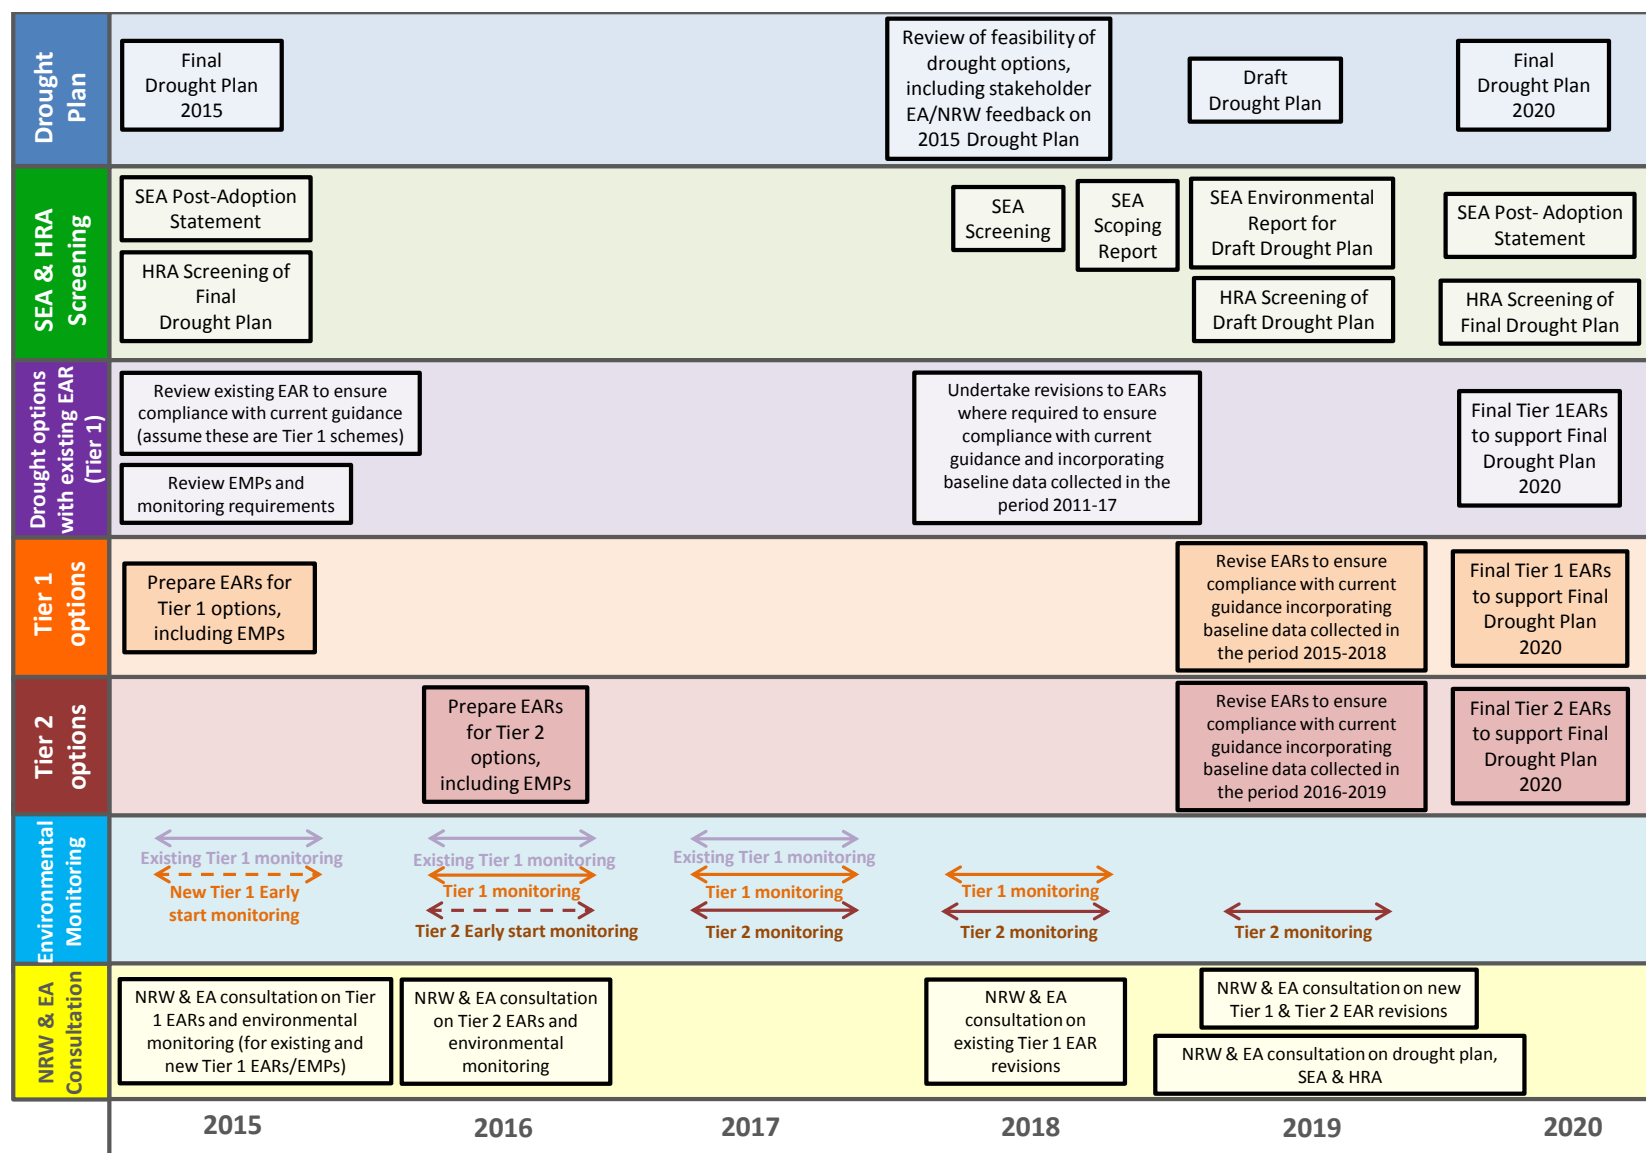 Drought
Plan
Final
Drought Plan
2015
Review of feasibility of
drought options,
including stakeholder
EA/NRW feedback on
2015 Drought Plan
Draft
Drought Plan
Final
Drought Plan
2020
SEA & HRA
Screening
SEA Post-Adoption
Statement
HRA Screening of
Final
Drought Plan
SEA
Screening
SEA
Scoping
Report
SEA Environmental
Report for
Draft Drought Plan
HRA Screening of
Draft Drought Plan
SEA Post- Adoption
Statement
HRA Screening of
Final Drought Plan
Drought options
with existing EAR
(Tier 1)
Review existing EAR to ensure
compliance with current guidance
(assume these are Tier 1 schemes)
Review EMPs and
monitoring requirements
Undertake revisions to EARs
where required to ensure
compliance with current
guidance and incorporating
baseline data collected in the
period 2011-17
Final Tier 1EARs
to support Final
Drought Plan
2020
Tier 1
options
Prepare EARs for
Tier 1 options,
including EMPs
Revise EARs to ensure
compliance with current
guidance incorporating
baseline data collected in
the period 2015-2018
Final Tier 1 EARs
to support Final
Drought Plan
2020
Tier 2
options
Prepare EARs
for Tier 2
options,
including EMPs
Revise EARs to ensure
compliance with current
guidance incorporating
baseline data collected in
the period 2016-2019
Final Tier 2 EARs
to support Final
Drought Plan
2020
Environmental
Monitoring
Existing Tier 1 monitoring
New Tier 1 Early
start monitoring
Existing Tier 1 monitoring
Tier 1 monitoring
Tier 2 Early start monitoring
Existing Tier 1 monitoring
Tier 1 monitoring
Tier 2 monitoring
Tier 1 monitoring
Tier 2 monitoring
Tier 2 monitoring
NRW & EA
Consultation
NRW & EA consultation on Tier
1 EARs and environmental
monitoring (for existing and
new Tier 1 EARs/EMPs)
NRW & EA consultation
on Tier 2 EARs and
environmental
monitoring
NRW & EA
consultation on
existing Tier 1 EAR
revisions
NRW & EA consultation on new
Tier 1 & Tier 2 EAR revisions
NRW & EA consultation on drought plan,
SEA & HRA
2015
2016
2017
2018
2019
2020